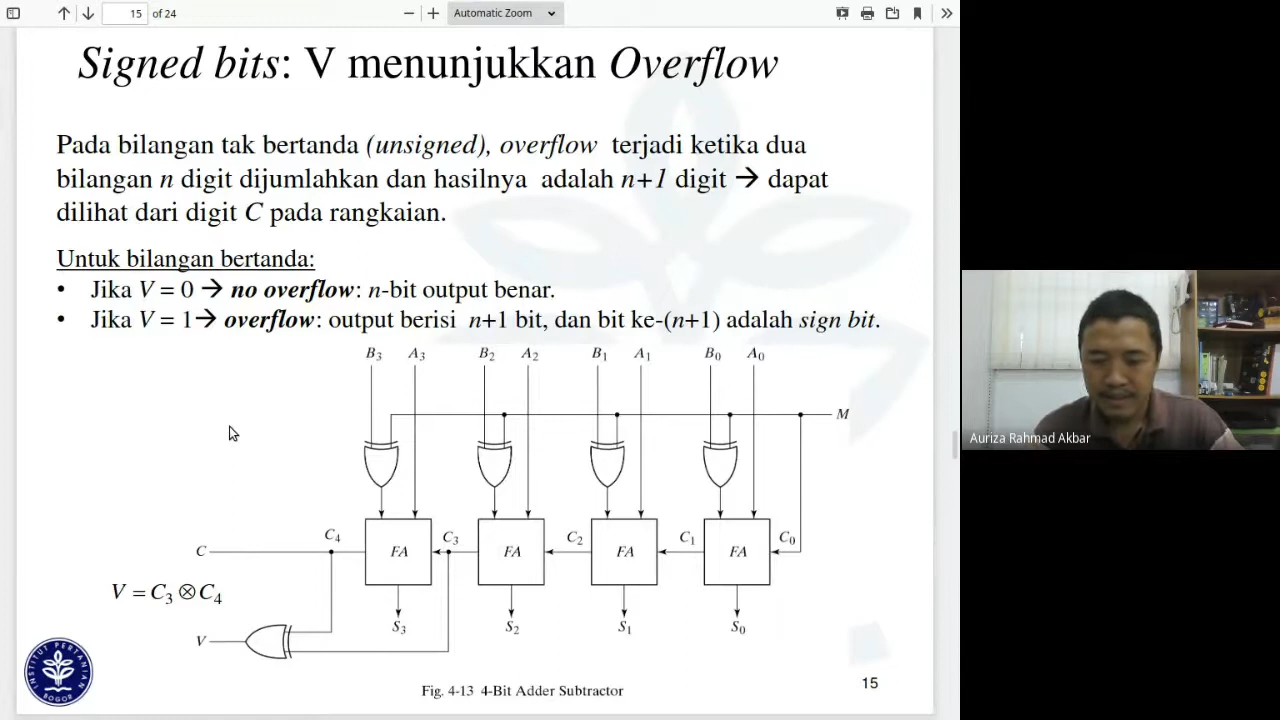 15 of 24
Automatic Zoom
Signed bits: V menunjukkan Overflow
Pada bilangan tak bertanda (unsigned), overflow terjadi ketika dua
bilangan n digit dijumlahkan dan hasilnya adalah n+1 digit → dapat
dilihat dari digit C pada rangkaian.
Untuk bilangan bertanda:
• Jika V = 0 → no overflow: n-bit output benar.
• Jika V = 1→ overflow: output berisi n+1 bit, dan bit ke-(n+1) adalah sign bit.
B₃ A₃ B₂ A₂ B₁ A₁ B₀ A₀
M
C₄ C₃ C₂ C₁ C₀
C FA FA FA FA
V = C₃ ⊗ C₄
S₃ S₂ S₁ S₀
V
Fig. 4-13 4-Bit Adder Subtractor
15
INSTITUT PERTANIAN
BOGOR
Auriza Rahmad Akbar